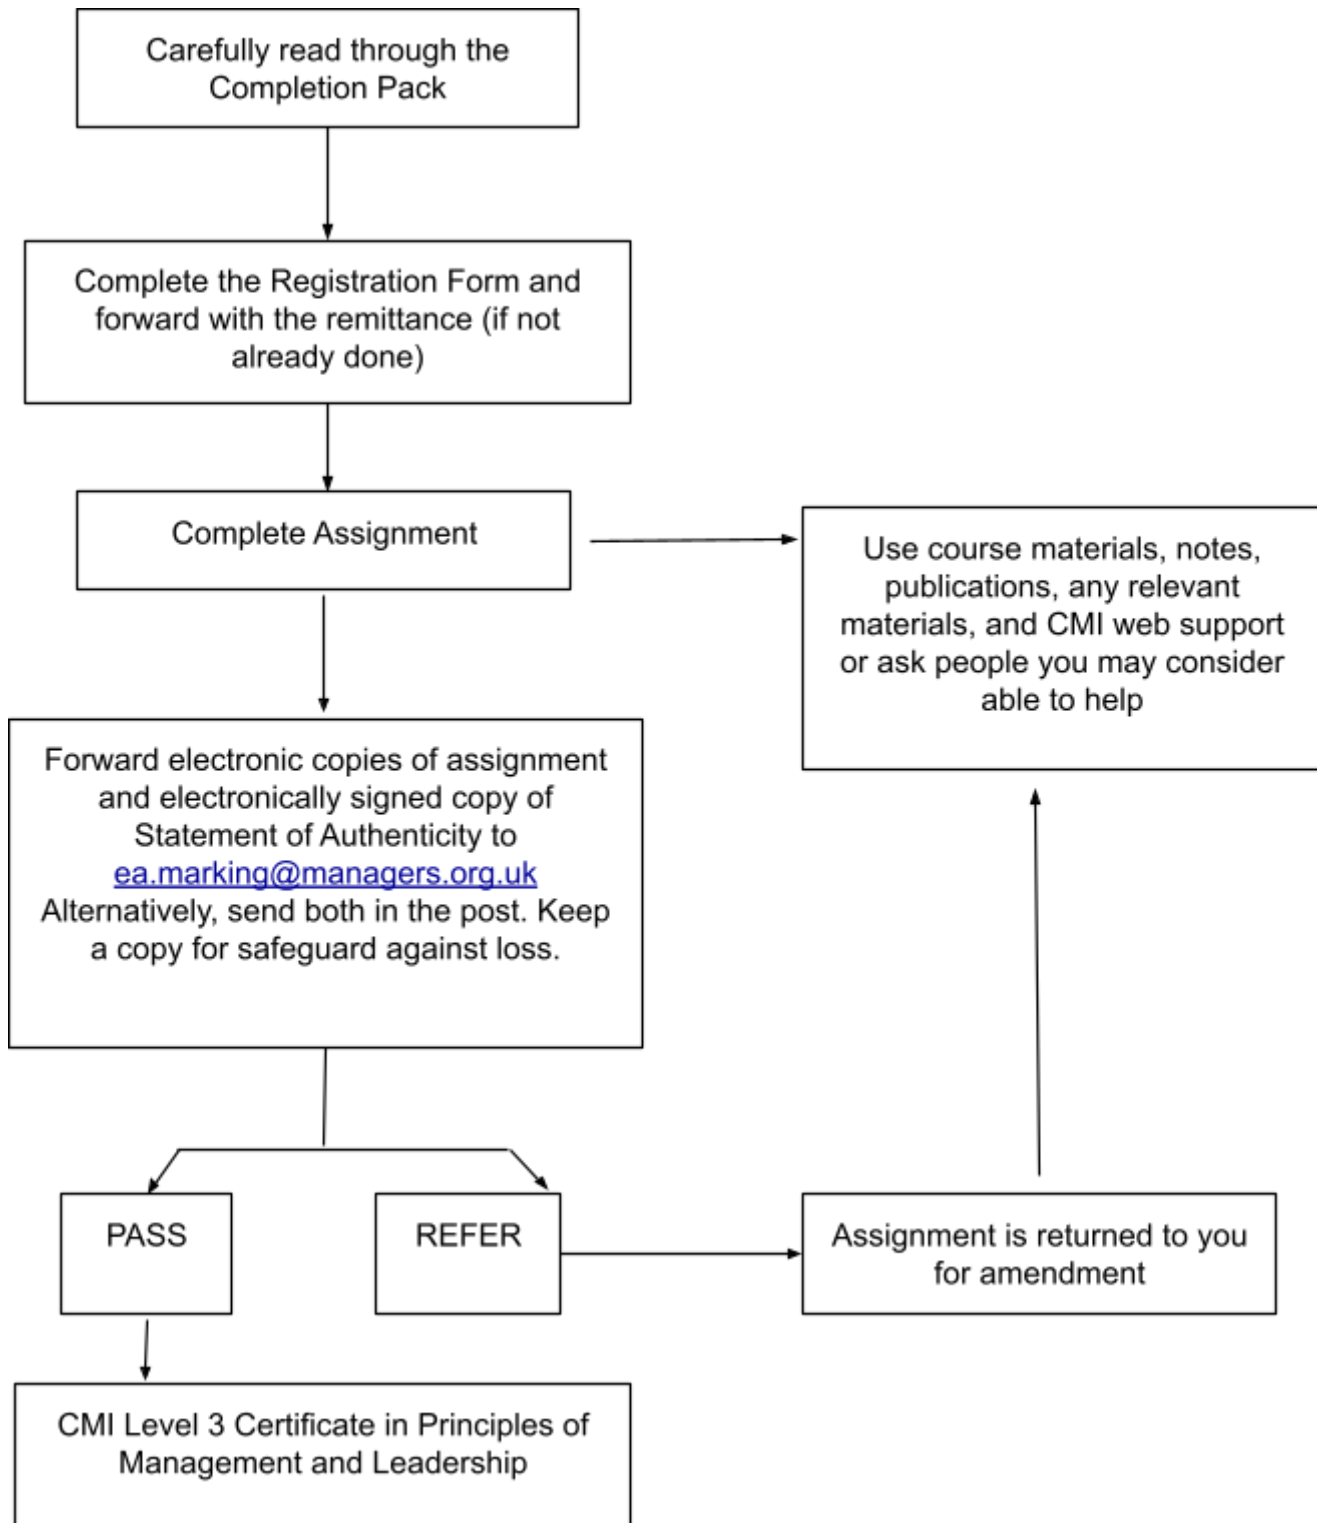 Carefully read through the
Completion Pack
Complete the Registration Form and
forward with the remittance (if not
already done)
Complete Assignment
Use course materials, notes,
publications, any relevant
materials, and CMI web support
or ask people you may consider
able to help
Forward electronic copies of assignment
and electronically signed copy of
Statement of Authenticity to
ea.marking@managers.org.uk
Alternatively, send both in the post. Keep
a copy for safeguard against loss.
PASS
REFER
Assignment is returned to you
for amendment
CMI Level 3 Certificate in Principles of
Management and Leadership